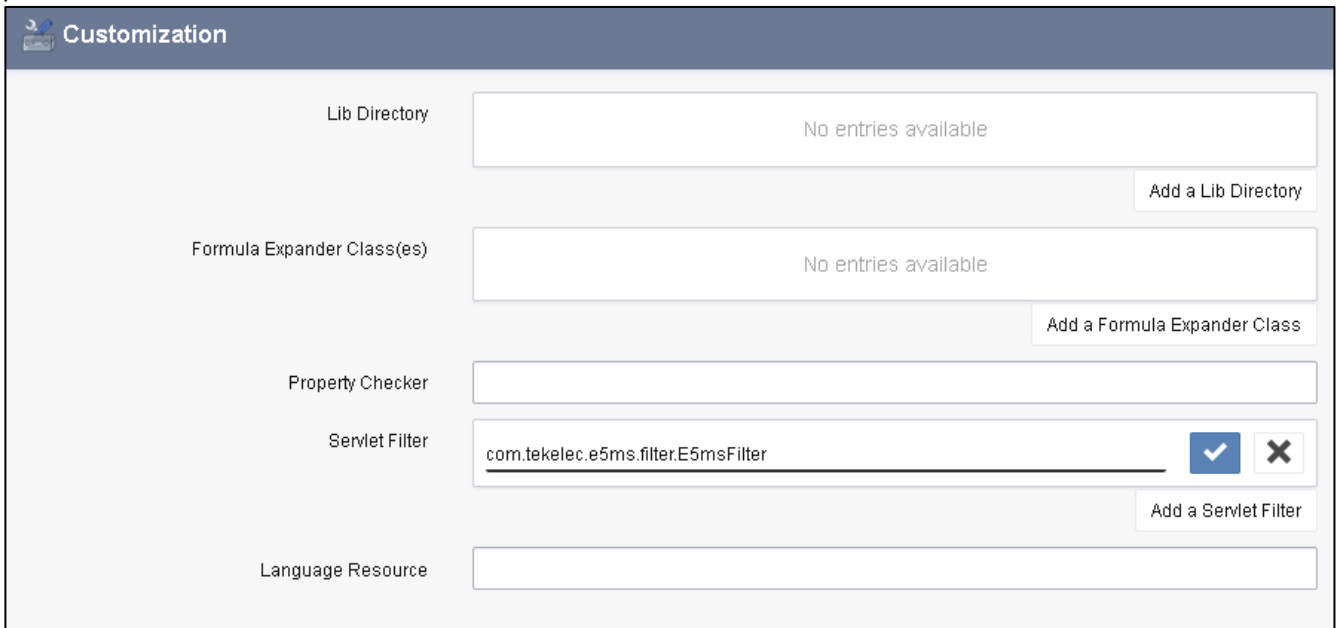 Customization
Lib Directory
No entries available
Add a Lib Directory
Formula Expander Class(es)
No entries available
Add a Formula Expander Class
Property Checker
Servlet Filter
com.tekelec.e5ms.filter.E5msFilter
Add a Servlet Filter
Language Resource